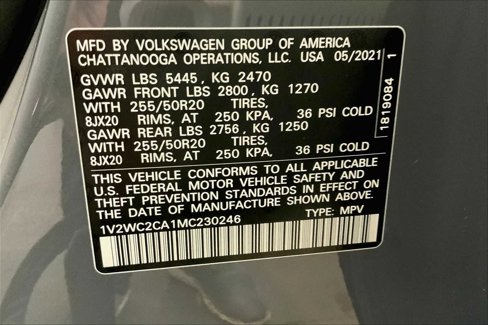 MFD BY VOLKSWAGEN GROUP OF AMERICA
CHATTANOOGA OPERATIONS, LLC. USA 05/2021
GVWR LBS 5445, KG 2470
GAWR FRONT LBS 2800, KG 1270
WITH 255/50R20 TIRES,
8JX20 RIMS, AT 250 KPA, 36 PSI COLD
GAWR REAR LBS 2756, KG 1250
WITH 255/50R20 TIRES,
8JX20 RIMS, AT 250 KPA, 36 PSI COLD
THIS VEHICLE CONFORMS TO ALL APPLICABLE
U.S. FEDERAL MOTOR VEHICLE SAFETY AND
THEFT PREVENTION STANDARDS IN EFFECT ON
THE DATE OF MANUFACTURE SHOWN ABOVE.
1V2WC2CA1MC230246 TYPE: MPV
1819084 1